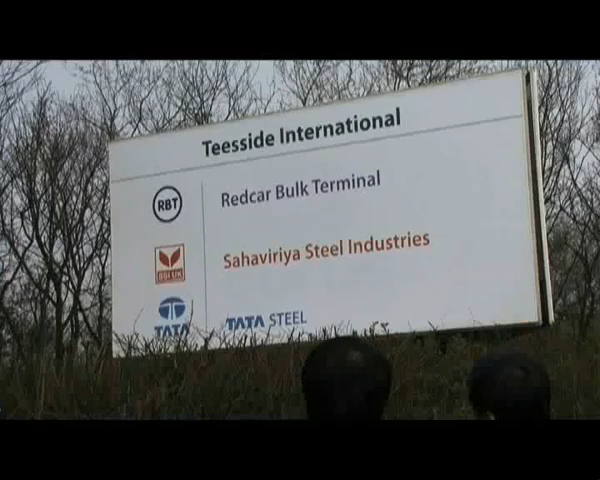 Teesside International
RBT
Redcar Bulk Terminal
SSI UK
Sahaviriya Steel Industries
TATA
TATA STEEL